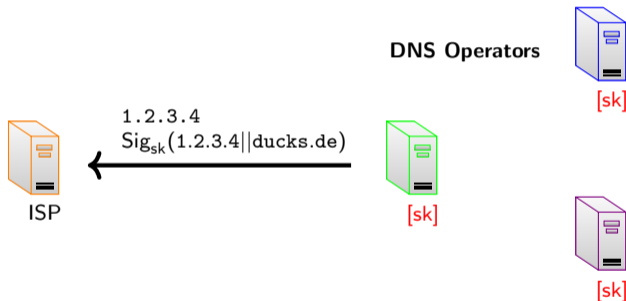 DNS Operators
[sk]
1.2.3.4
Sig_sk(1.2.3.4||ducks.de)
ISP
[sk]
[sk]